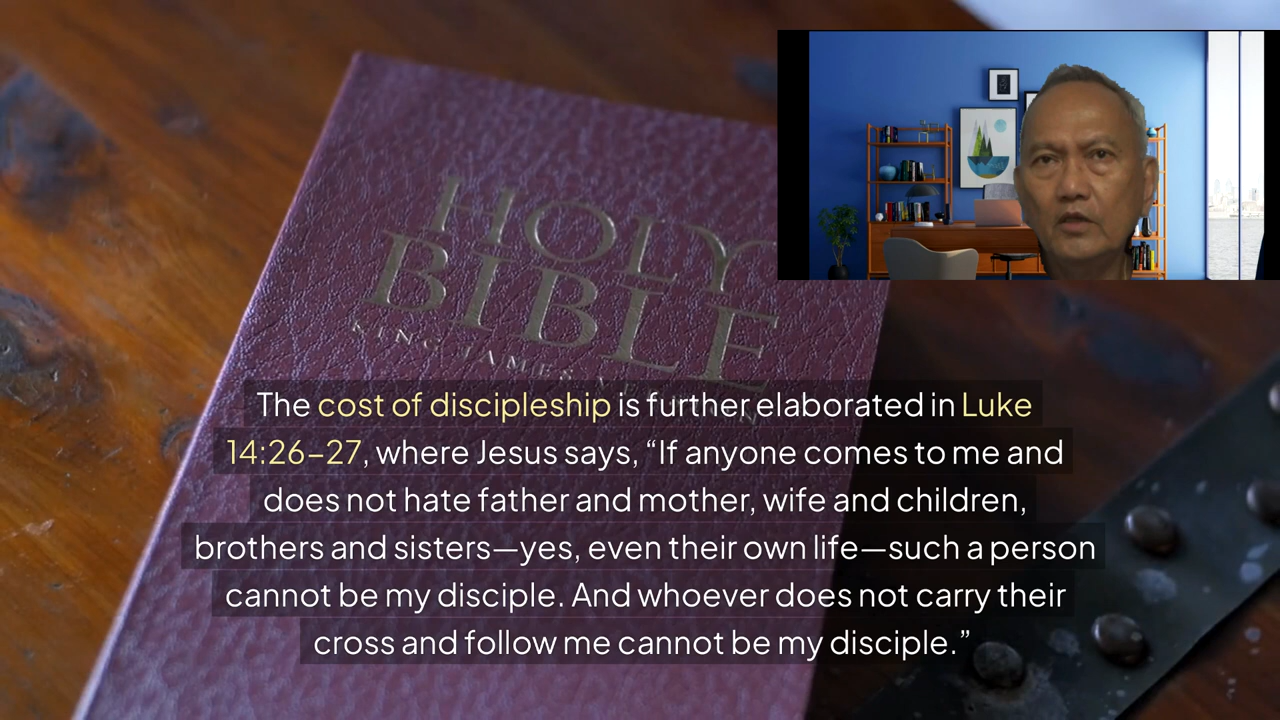 HOLY
BIBLE
KING JAMES VERSION
The cost of discipleship is further elaborated in Luke
14:26–27, where Jesus says, “If anyone comes to me and
does not hate father and mother, wife and children,
brothers and sisters—yes, even their own life—such a person
cannot be my disciple. And whoever does not carry their
cross and follow me cannot be my disciple.”